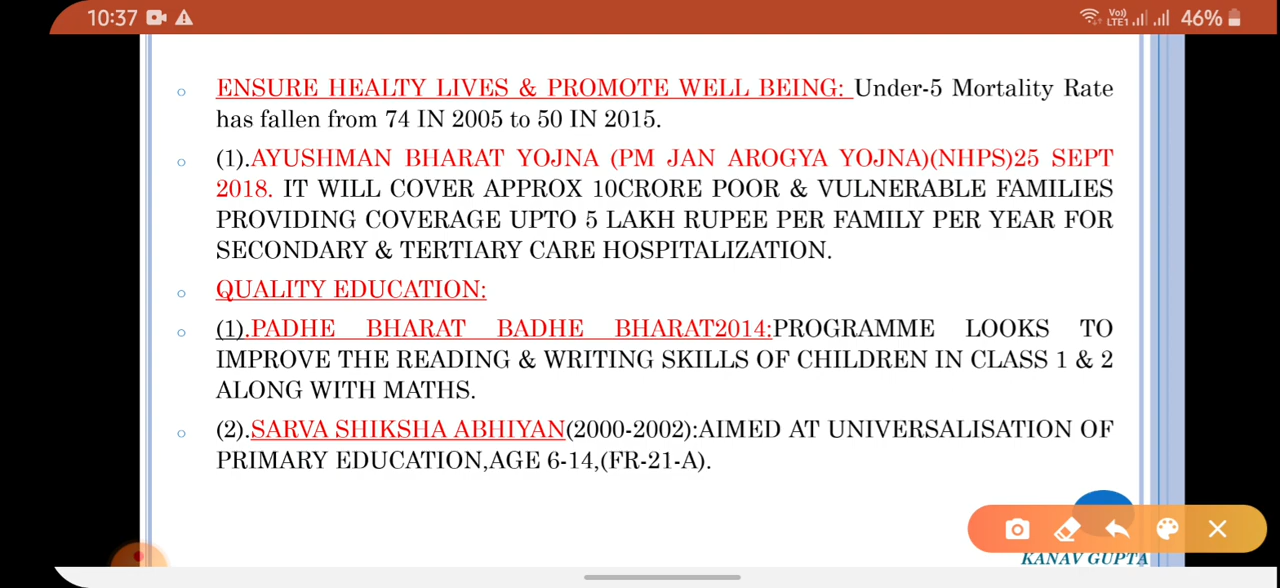 10:37
Vo)) LTE1 46%
ENSURE HEALTY LIVES & PROMOTE WELL BEING: Under-5 Mortality Rate
has fallen from 74 IN 2005 to 50 IN 2015.
(1).AYUSHMAN BHARAT YOJNA (PM JAN AROGYA YOJNA)(NHPS)25 SEPT
2018. IT WILL COVER APPROX 10CRORE POOR & VULNERABLE FAMILIES
PROVIDING COVERAGE UPTO 5 LAKH RUPEE PER FAMILY PER YEAR FOR
SECONDARY & TERTIARY CARE HOSPITALIZATION.
QUALITY EDUCATION:
(1).PADHE BHARAT BADHE BHARAT2014:PROGRAMME LOOKS TO
IMPROVE THE READING & WRITING SKILLS OF CHILDREN IN CLASS 1 & 2
ALONG WITH MATHS.
(2).SARVA SHIKSHA ABHIYAN(2000-2002):AIMED AT UNIVERSALISATION OF
PRIMARY EDUCATION,AGE 6-14,(FR-21-A).
KANAV GUPTA